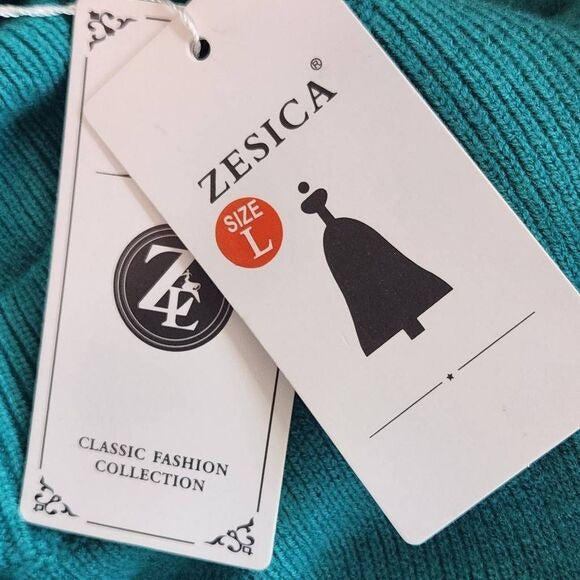 ZESICA®
SIZE
L
ZE
CLASSIC FASHION
COLLECTION